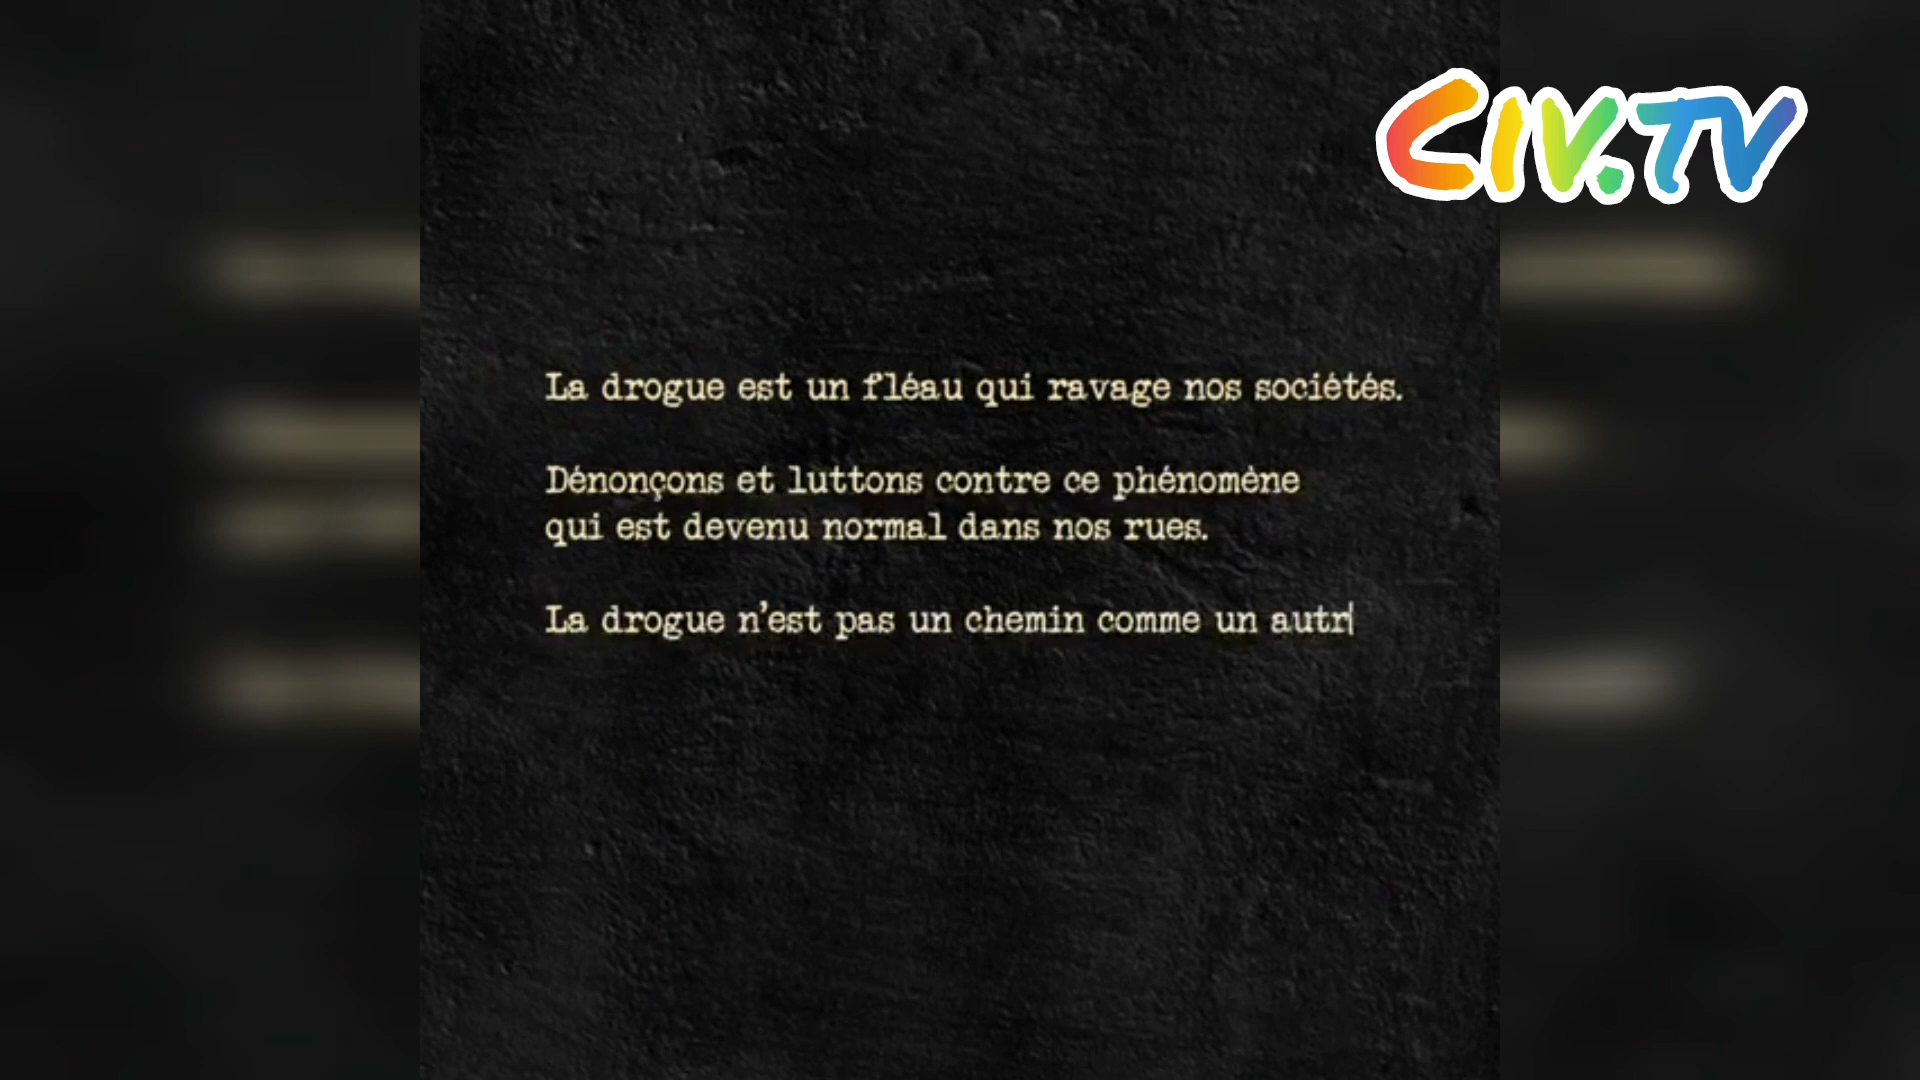 CIV.TV
La drogue est un fléau qui ravage nos sociétés.
Dénonçons et luttons contre ce phénomène
qui est devenu normal dans nos rues.
La drogue n'est pas un chemin comme un autr